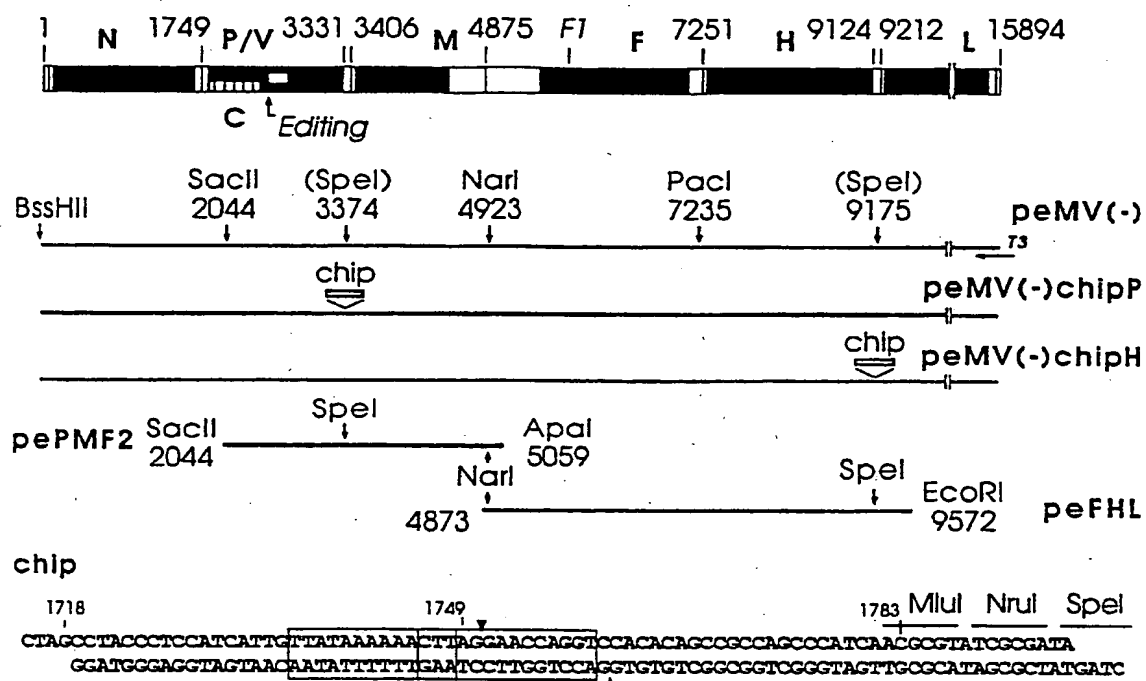 1 N 1749 P/V 3331 3406 M 4875 F1 F 7251 H 9124 9212 L 15894
C Editing
BssHII SacII (SpeI) NarI PacI (SpeI) peMV(-)
2044 3374 4923 7235 9175
T3
chip peMV(-)chipP
chip peMV(-)chipH
pePMF2 SacII SpeI ApaI
2044 5059
NarI SpeI EcoRI peFHL
4873 9572
chip
1718 1749 1783 MluI NruI SpeI
CTAGCCTACCCTCCATCATTGTTATAAAAAACTTAGGAACCAGGTCCACACAGCCGCCAGCCCATCAACGCGTATCGCGATA
GGATGGGAGGTAGTAACAATATTTTTTGAATCCTTGGTCCAGGTGTGTCGGCGGTCGGGTAGTTGCGCATAGCGCTATGATC